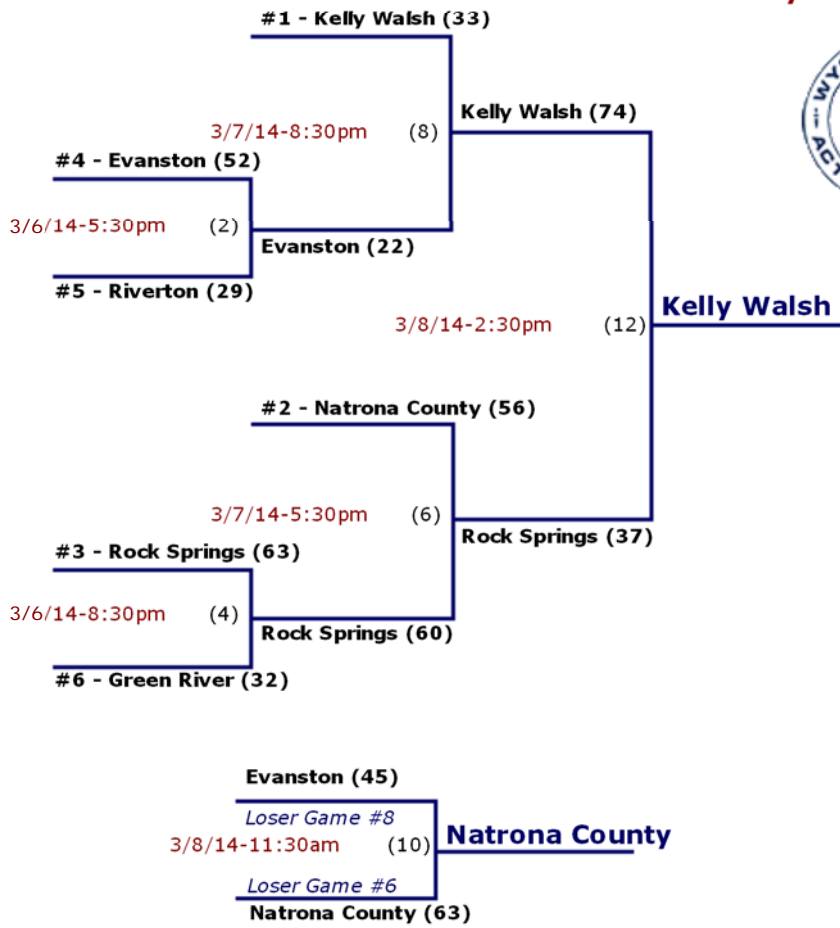 #1 - Kelly Walsh (33)
3/7/14-8:30pm (8)
Kelly Walsh (74)
#4 - Evanston (52)
3/6/14-5:30pm (2)
Evanston (22)
#5 - Riverton (29)
3/8/14-2:30pm (12)
Kelly Walsh
#2 - Natrona County (56)
3/7/14-5:30pm (6)
Rock Springs (37)
#3 - Rock Springs (63)
3/6/14-8:30pm (4)
Rock Springs (60)
#6 - Green River (32)
Evanston (45)
Loser Game #8
3/8/14-11:30am (10)
Natrona County
Loser Game #6
Natrona County (63)